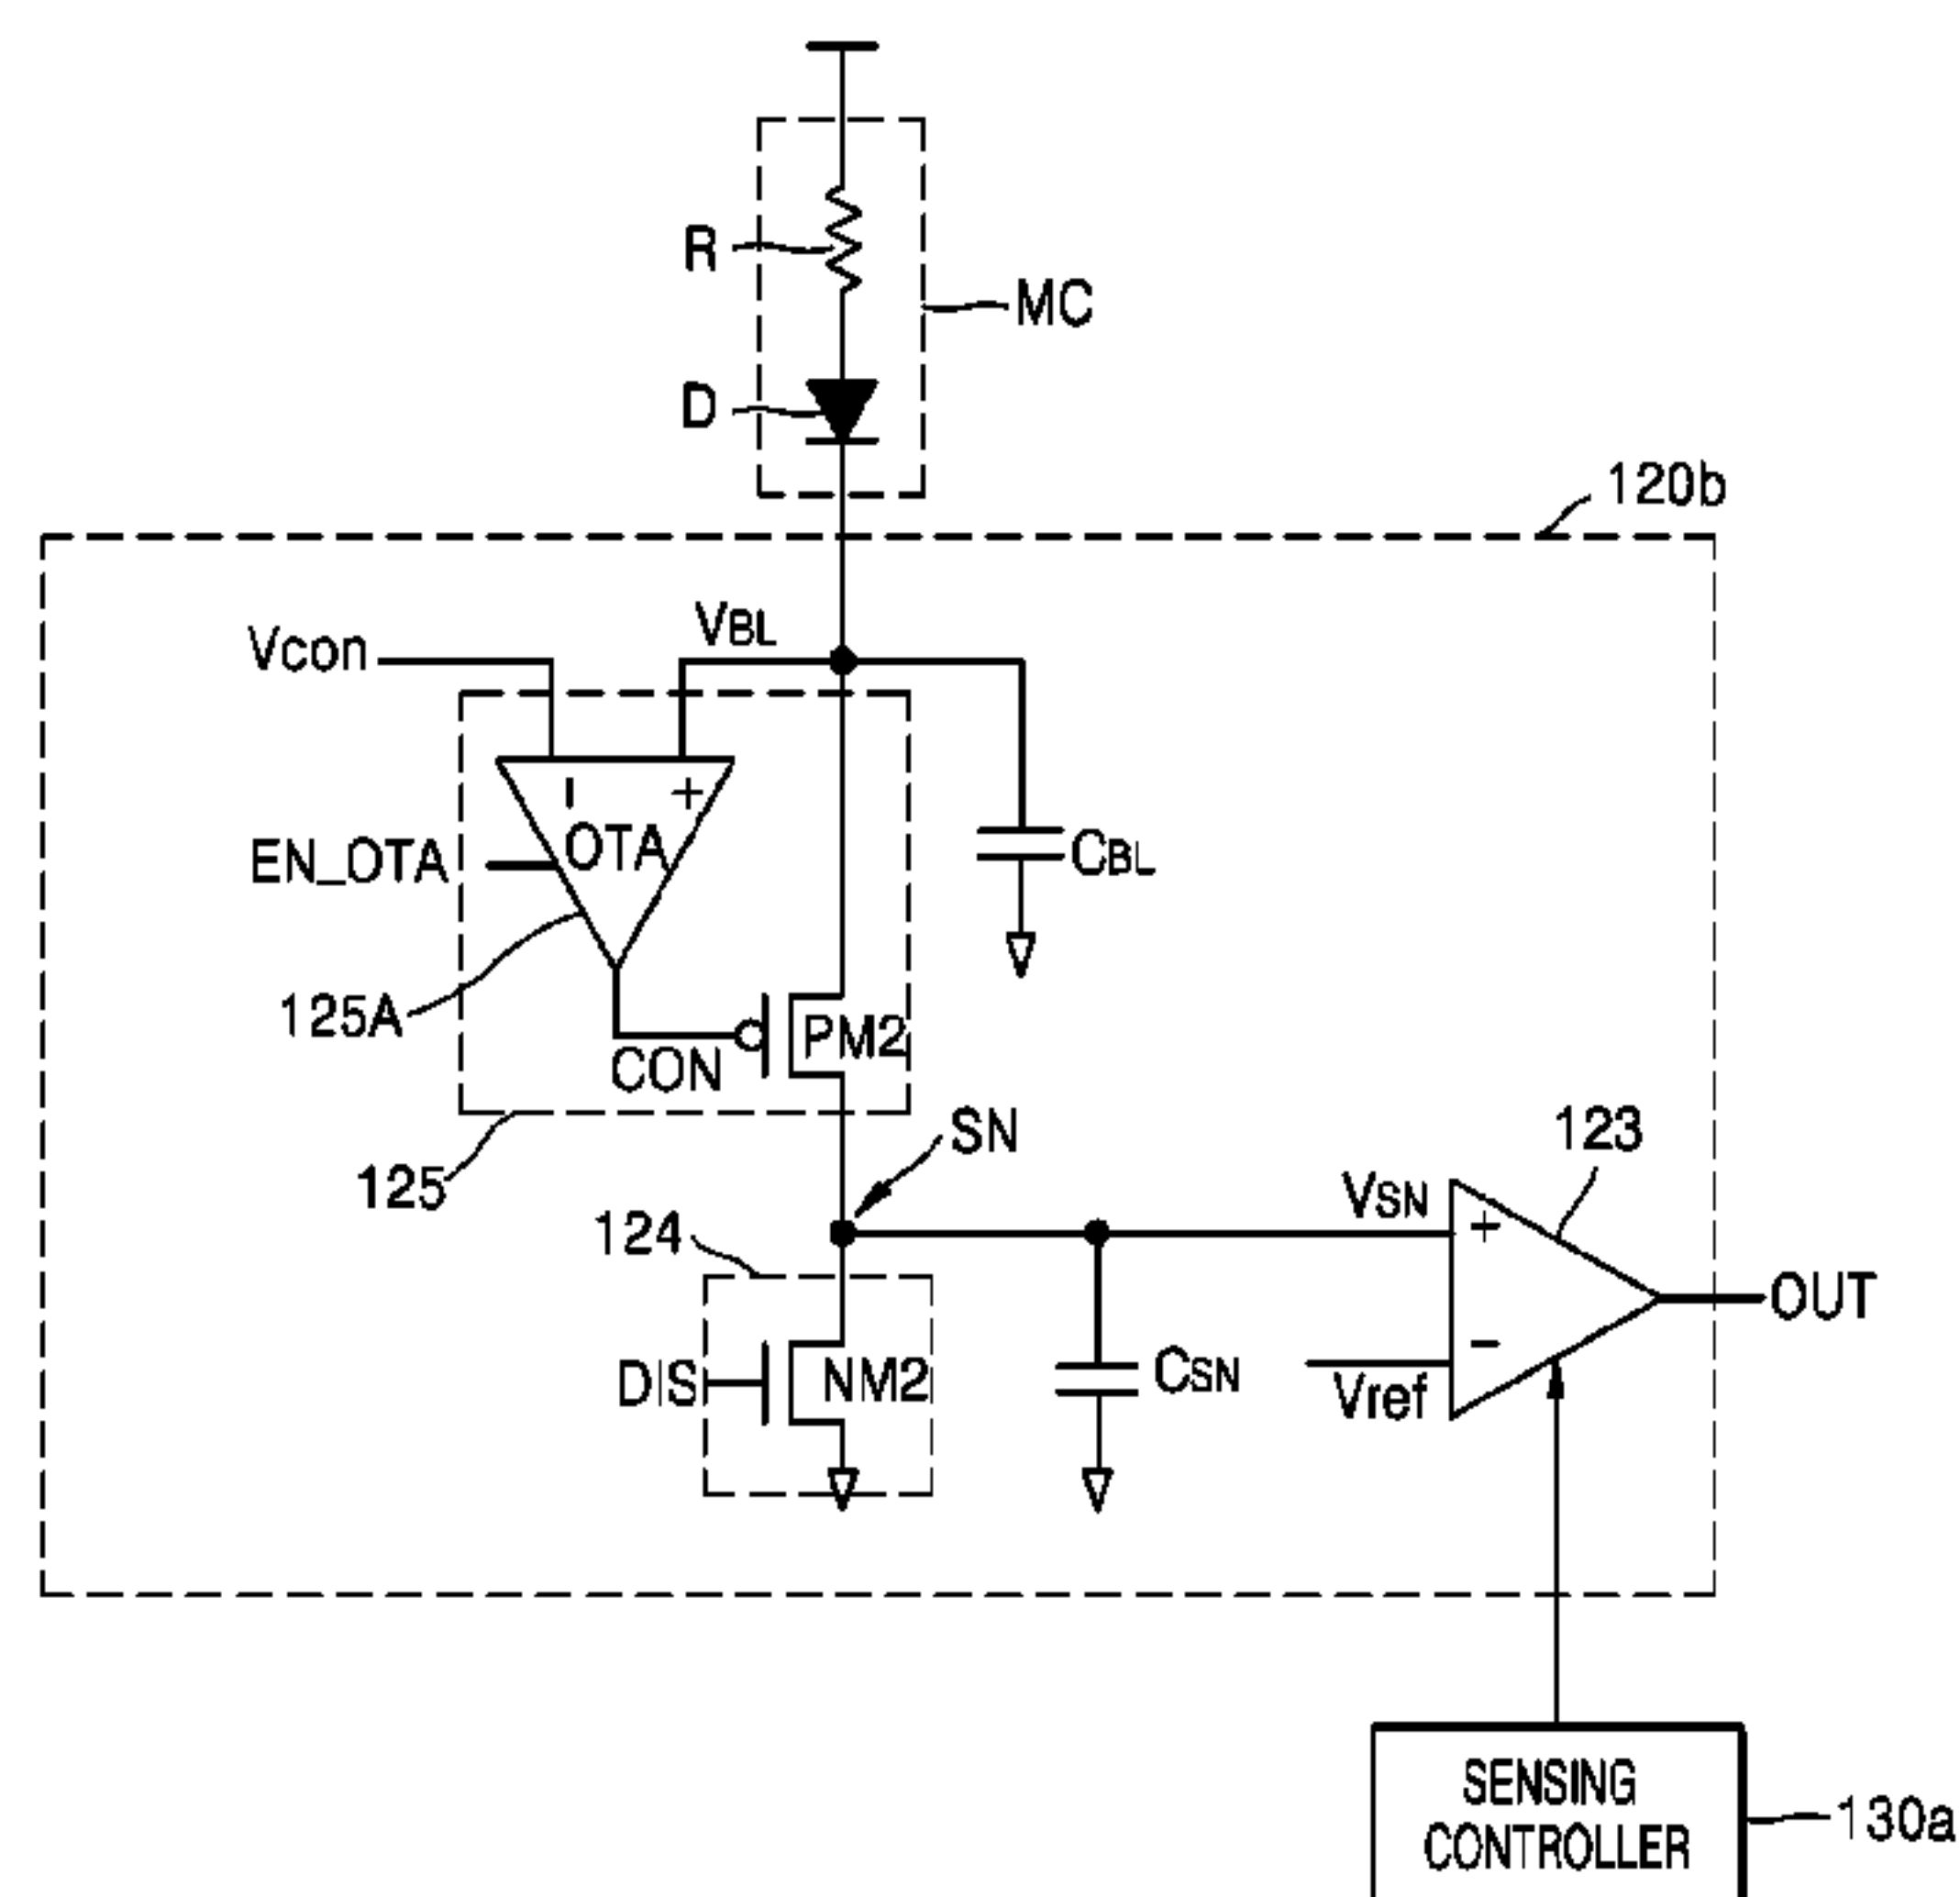 R
MC
D
120b
VBL
Vcon
- +
OTA
EN_OTA
CBL
125A
PM2
CON
SN
123
125
VSN
124
+
OUT
DIS
NM2
-
CSN
Vref
SENSING
CONTROLLER
130a